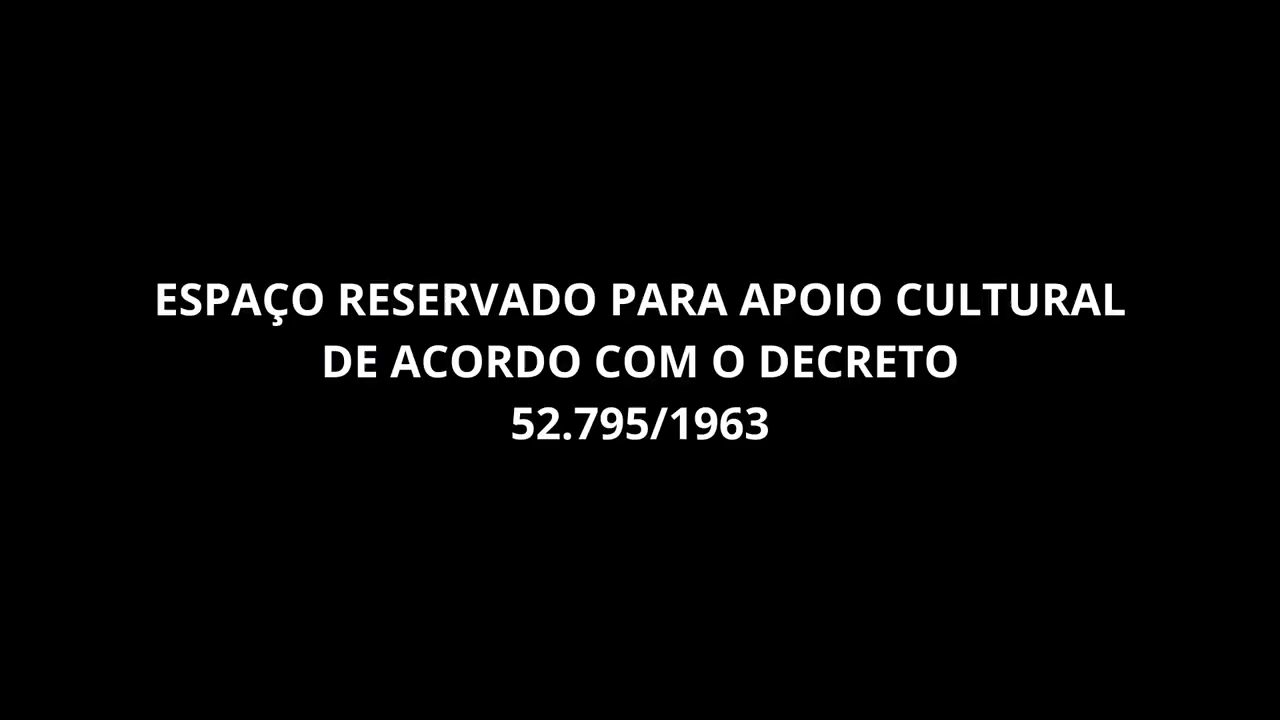 ESPAÇO RESERVADO PARA APOIO CULTURAL
DE ACORDO COM O DECRETO
52.795/1963